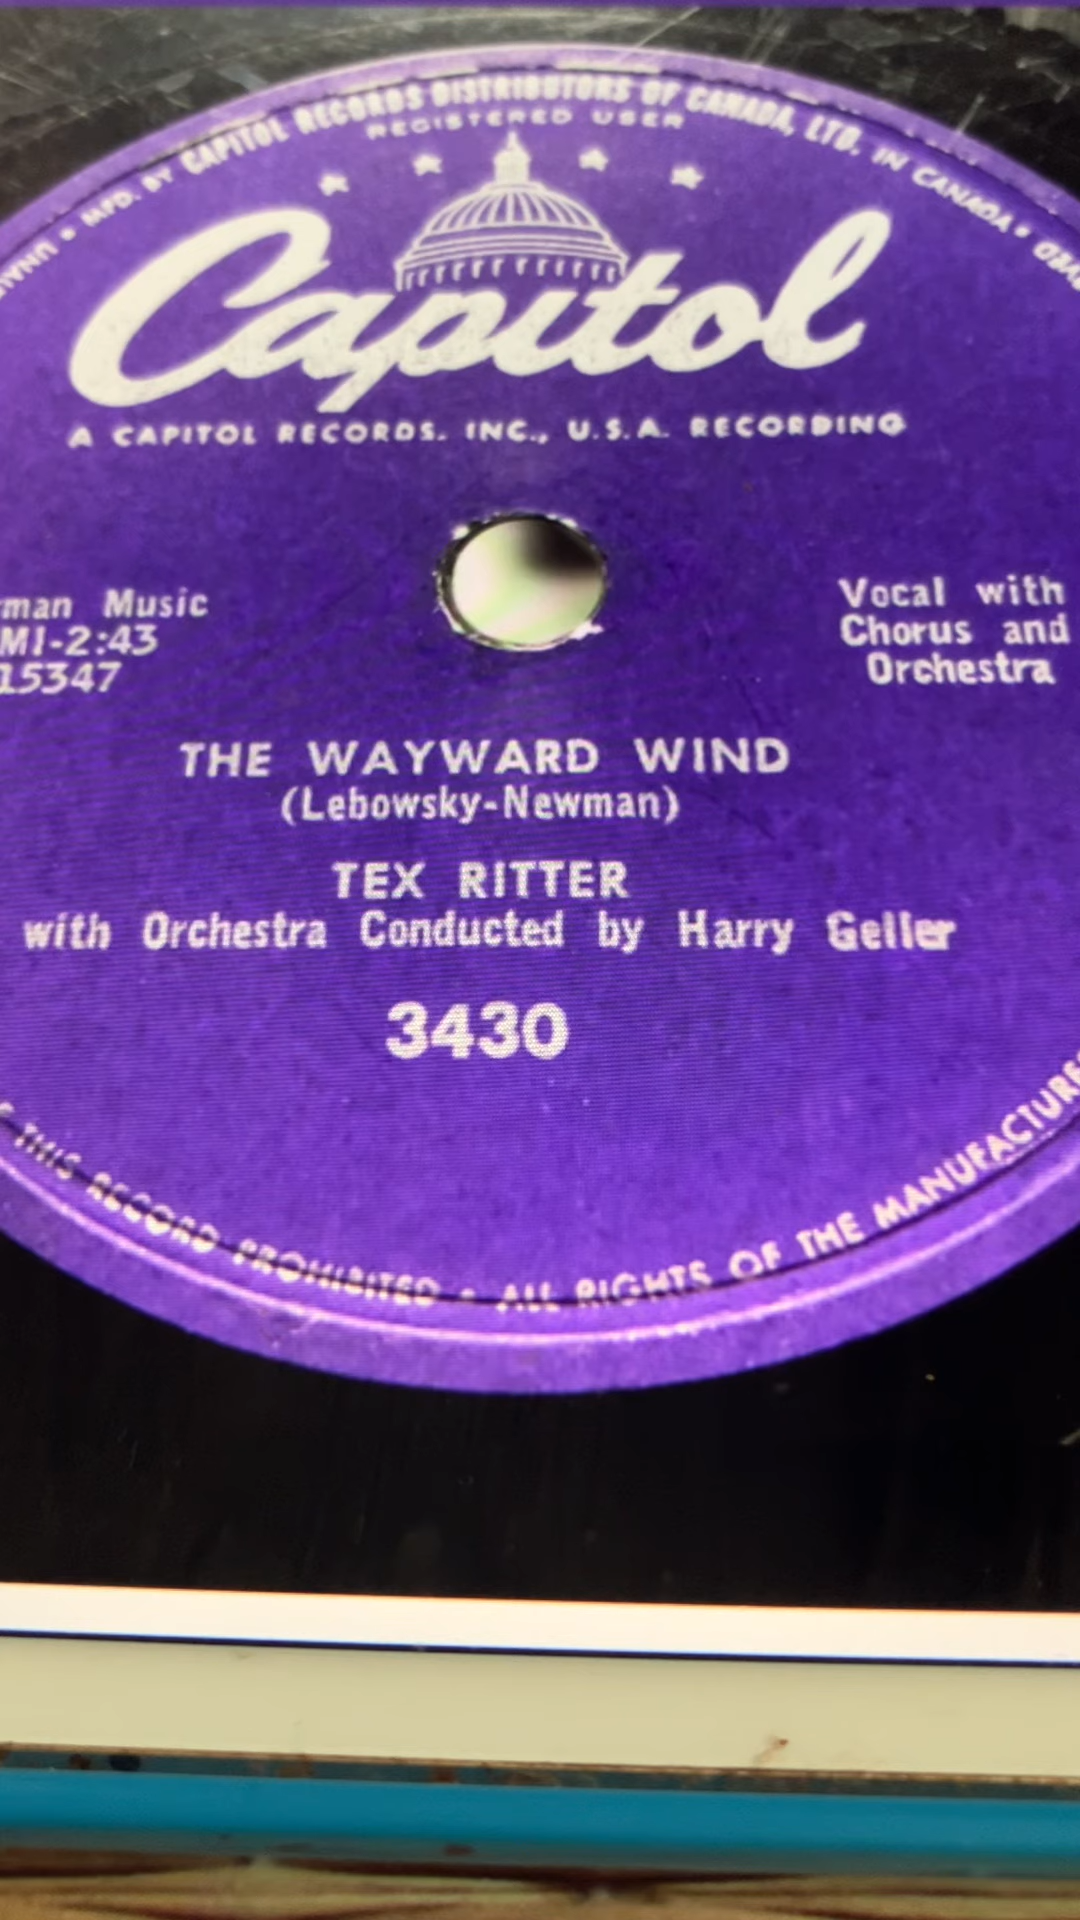 MFD. BY CAPITOL RECORDS DISTRIBUTORS OF CANADA, LTD. IN CANADA •
REGISTERED USER
Capitol
A CAPITOL RECORDS, INC., U.S.A. RECORDING
man Music
MI-2:43
15347
Vocal with
Chorus and
Orchestra
THE WAYWARD WIND
(Lebowsky-Newman)
TEX RITTER
with Orchestra Conducted by Harry Geller
3430
THIS RECORD PROHIBITED • ALL RIGHTS OF THE MANUFACTURE